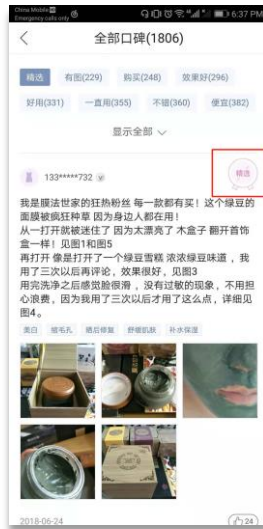 China Mobile
Emergency calls only
6:37 PM
全部口碑(1806)
精选 有图(229) 购买(248) 效果好(296)
好用(331) 一直用(355) 不错(360) 便宜(382)
显示全部
133*****732
精选
我是膜法世家的狂热粉丝 每一款都有买！这个绿豆的
面膜被疯狂种草 因为身边人都在用！
从一打开就被迷住了 因为太漂亮了 木盒子 翻开首饰
盒一样！ 见图1和图5
再打开 像是打开了一个绿豆雪糕 浓浓绿豆味道 ，我
用了三次以后再评论，效果很好，见图3
用完洗净之后感觉脸很滑 ，没有过敏的现象，不用担
心浪费，因为我用了三次以后才用了这么点，详细见
图4。
美白 缩毛孔 晒后修复 舒缓肌肤 补水保湿
2018-06-24
24